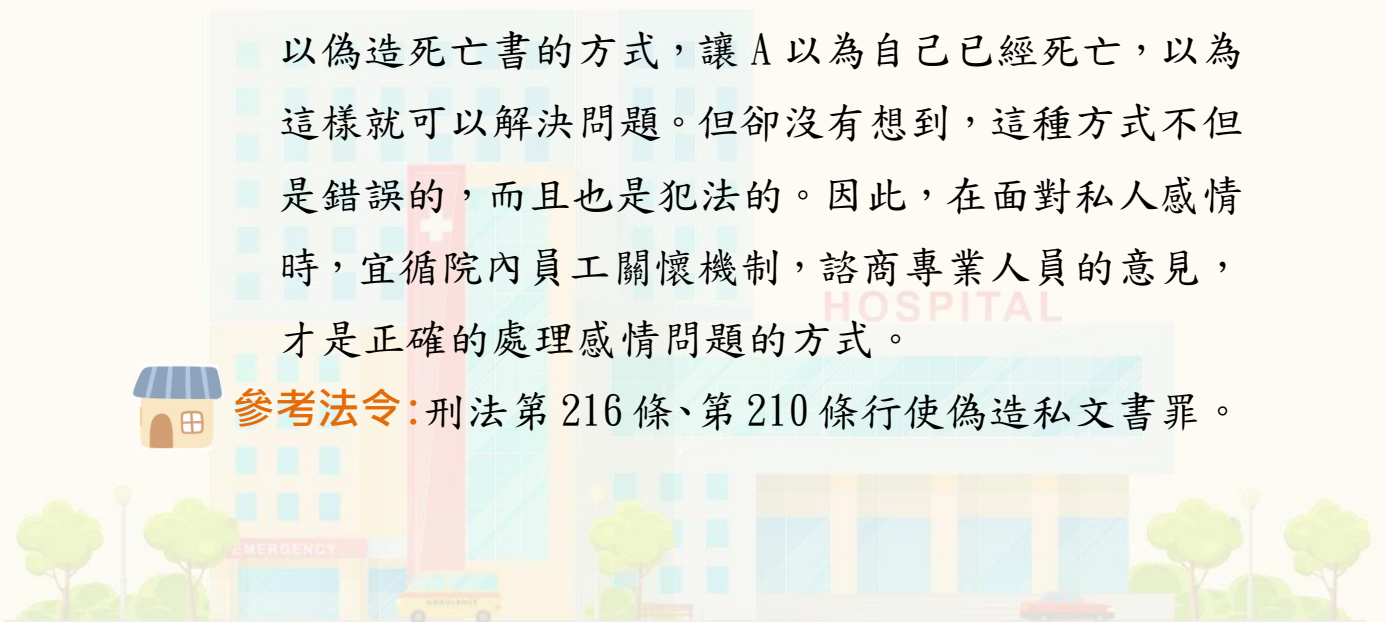 以偽造死亡書的方式，讓 A 以為自己已經死亡，以為
這樣就可以解決問題。但卻沒有想到，這種方式不但
是錯誤的，而且也是犯法的。因此，在面對私人感情
時，宜循院內員工關懷機制，諮商專業人員的意見，
HOSPITAL
才是正確的處理感情問題的方式。
參考法令：刑法第 216 條、第 210 條行使偽造私文書罪。
EMERGENCY
AMBULANCE